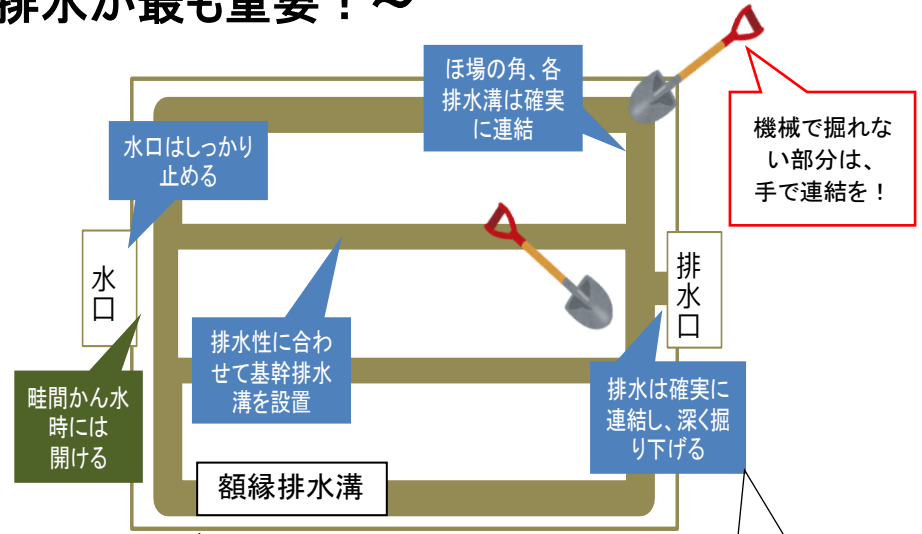 排水が最も重要！～
ほ場の角、各
排水溝は確実
に連結
機械で掘れな
い部分は、
手で連結を！
水口はしっかり
止める
水
口
排
水
口
排水性に合わ
せて基幹排水
溝を設置
畦間かん水
時には
開ける
排水は確実に
連結し、深く掘
り下げる
額縁排水溝